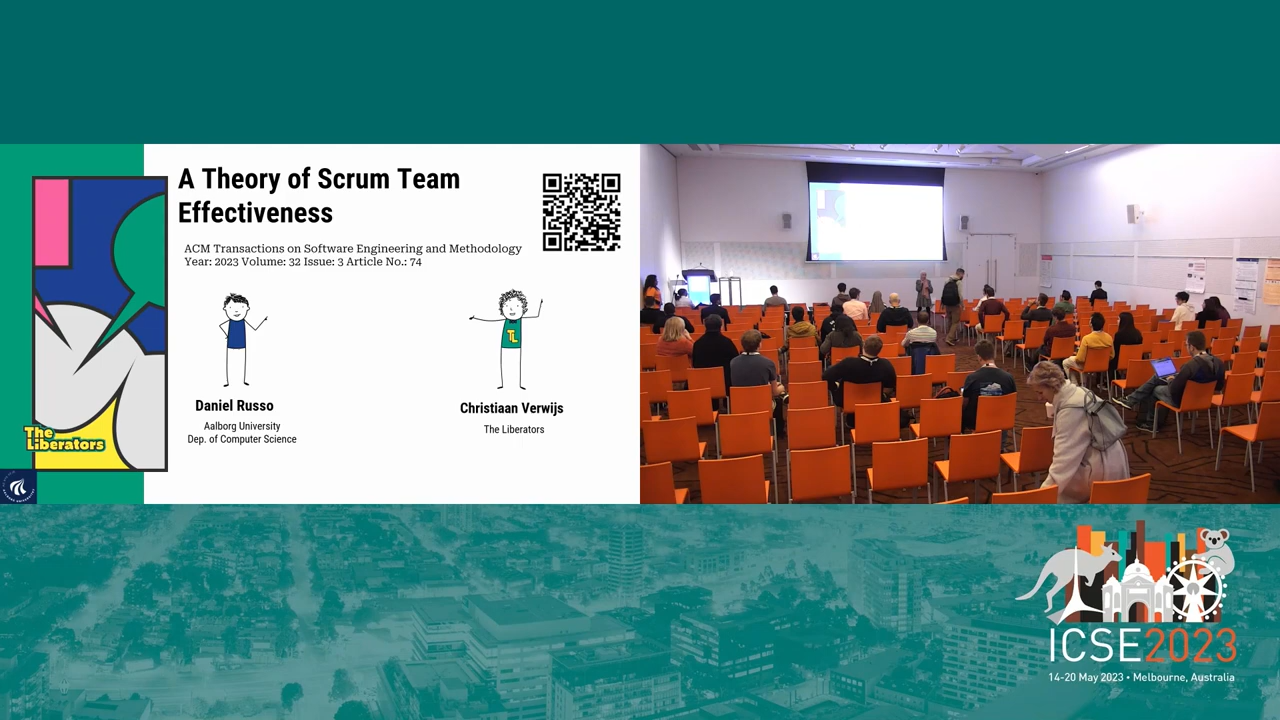 A Theory of Scrum Team
Effectiveness
ACM Transactions on Software Engineering and Methodology
Year: 2023 Volume: 32 Issue: 3 Article No.: 74
TL
Daniel Russo
Aalborg University
Dep. of Computer Science
Christiaan Verwijs
The Liberators
The
Liberators
ICSE2023
14-20 May 2023 • Melbourne, Australia